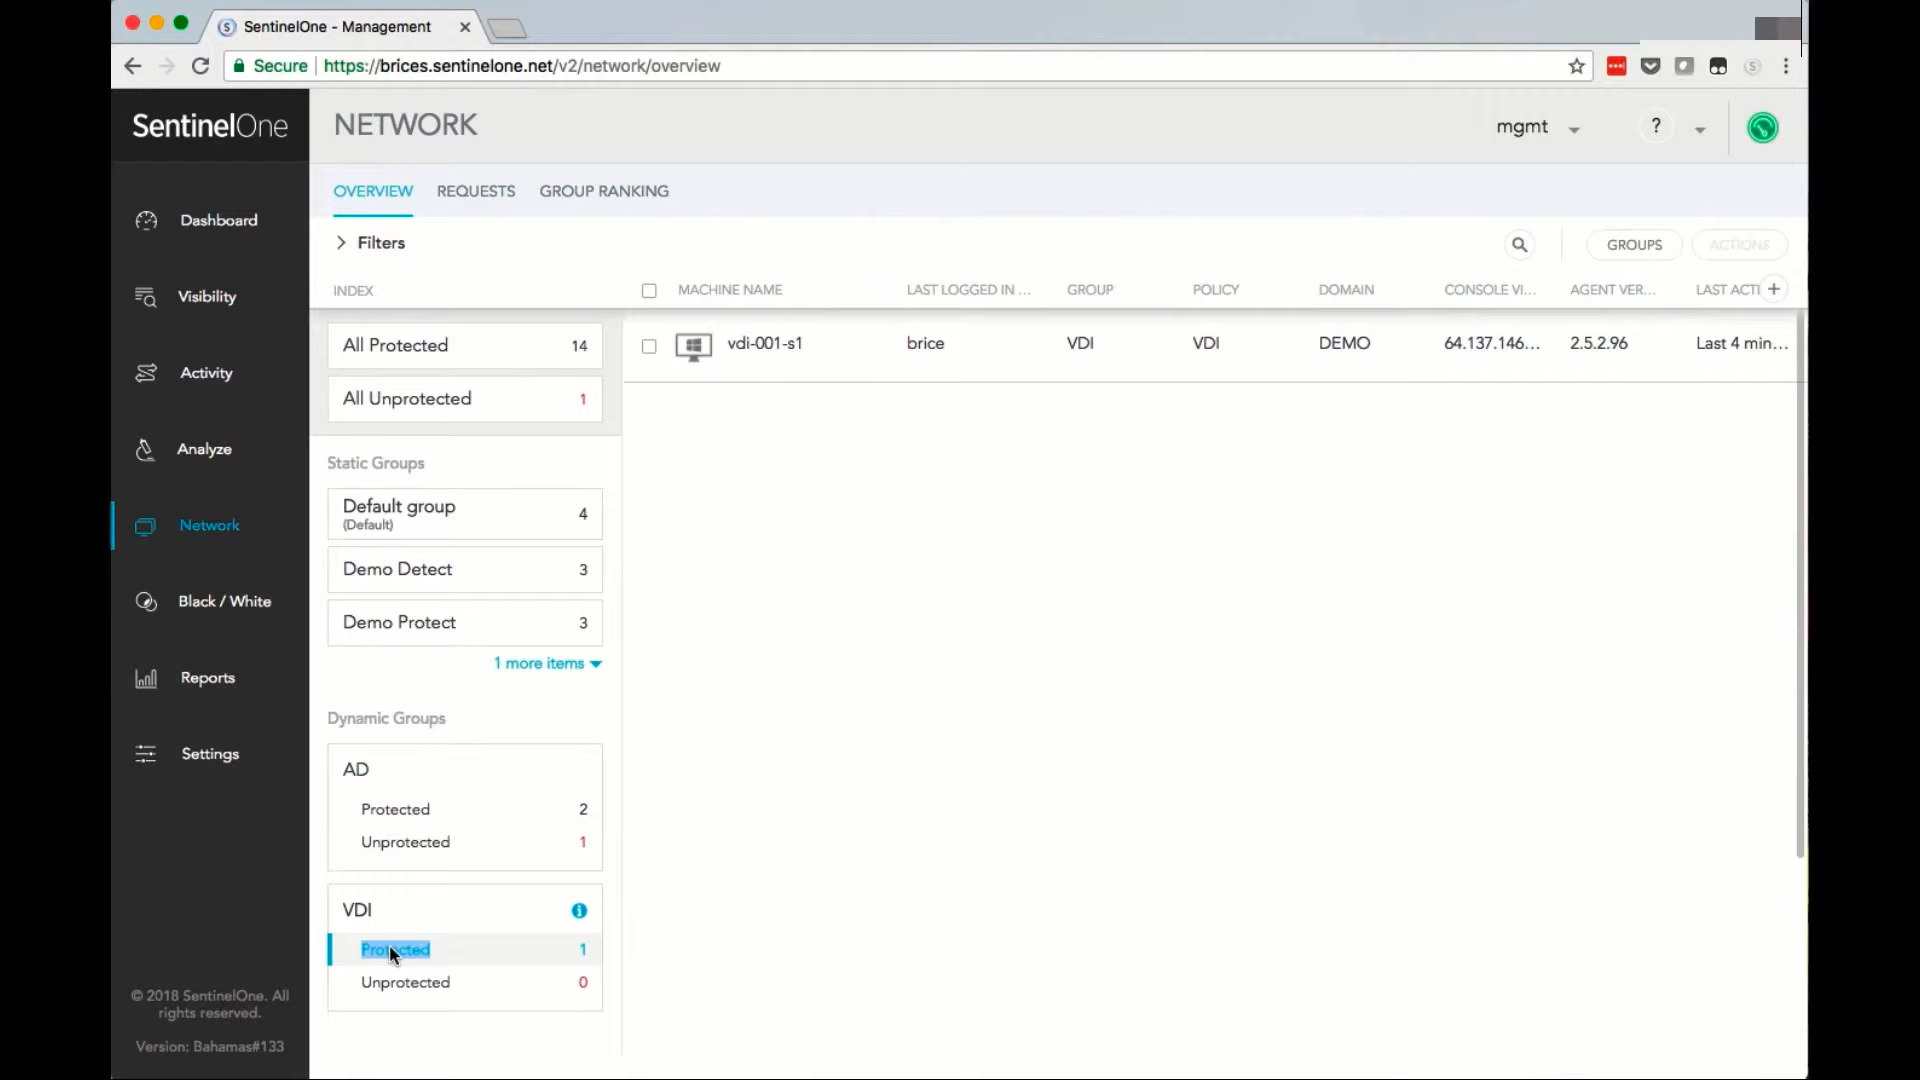 SentinelOne - Management
Secure https://brices.sentinelone.net/v2/network/overview
SentinelOne
NETWORK
mgmt
?
OVERVIEW REQUESTS GROUP RANKING
Filters
GROUPS ACTIONS
INDEX
MACHINE NAME LAST LOGGED IN ... GROUP POLICY DOMAIN CONSOLE VI... AGENT VER... LAST ACTI +
vdi-001-s1 brice VDI VDI DEMO 64.137.146... 2.5.2.96 Last 4 min...
Dashboard
Visibility
Activity
Analyze
Network
Black / White
Reports
Settings
© 2018 SentinelOne. All
rights reserved.
Version: Bahamas#133
All Protected 14
All Unprotected 1
Static Groups
Default group 4
(Default)
Demo Detect 3
Demo Protect 3
1 more items
Dynamic Groups
AD
Protected 2
Unprotected 1
VDI
Protected 1
Unprotected 0